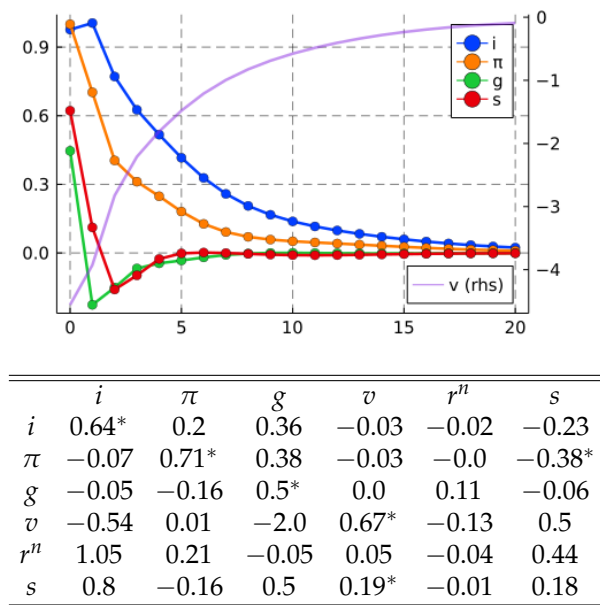 0.9
0.6
0.3
0.0
0 5 10 15 20
0
−1
−2
−3
−4
i
π
g
s
v (rhs)
i π g v rⁿ s
i 0.64* 0.2 0.36 −0.03 −0.02 −0.23
π −0.07 0.71* 0.38 −0.03 −0.0 −0.38*
g −0.05 −0.16 0.5* 0.0 0.11 −0.06
v −0.54 0.01 −2.0 0.67* −0.13 0.5
rⁿ 1.05 0.21 −0.05 0.05 −0.04 0.44
s 0.8 −0.16 0.5 0.19* −0.01 0.18